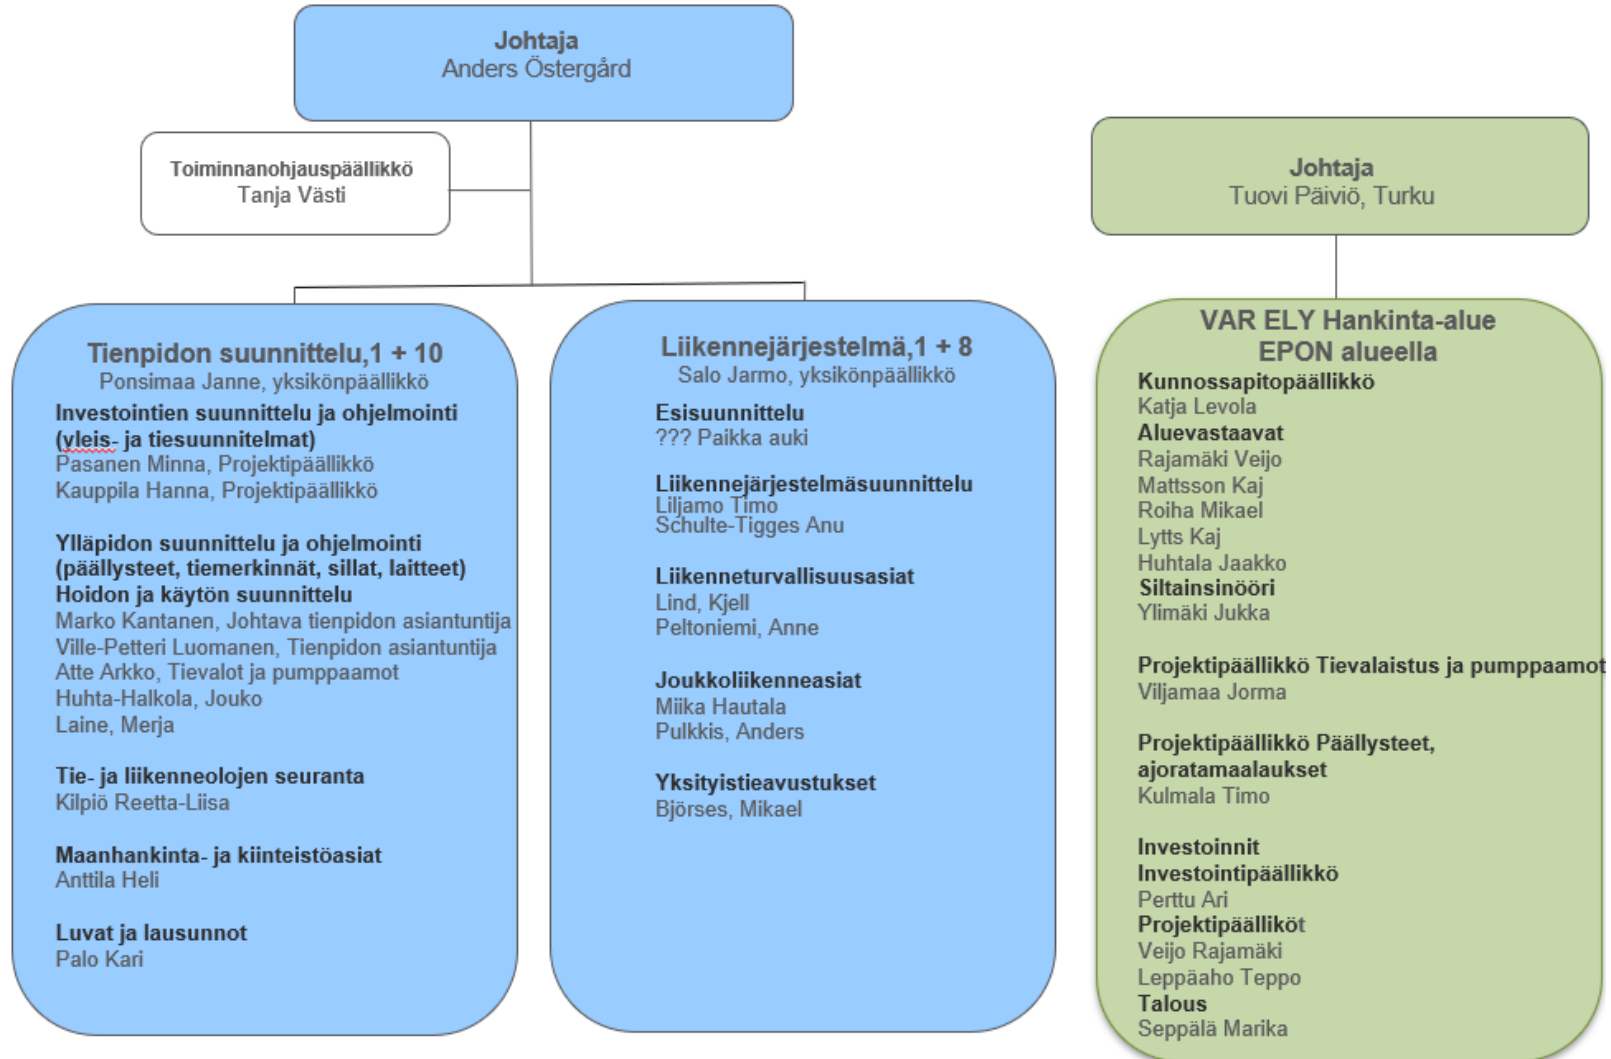 Johtaja
Anders Östergård
Toiminnanohjauspäällikkö
Tanja Västi
Johtaja
Tuovi Päiviö, Turku
Tienpidon suunnittelu,1 + 10
Ponsimaa Janne, yksikönpäällikkö
Investointien suunnittelu ja ohjelmointi
(yleis- ja tiesuunnitelmat)
Pasanen Minna, Projektipäällikkö
Kauppila Hanna, Projektipäällikkö
Ylläpidon suunnittelu ja ohjelmointi
(päällysteet, tiemerkinnät, sillat, laitteet)
Hoidon ja käytön suunnittelu
Marko Kantanen, Johtava tienpidon asiantuntija
Ville-Petteri Luomanen, Tienpidon asiantuntija
Atte Arkko, Tievalot ja pumppaamot
Huhta-Halkola, Jouko
Laine, Merja
Tie- ja liikenneolojen seuranta
Kilpiö Reetta-Liisa
Maanhankinta- ja kiinteistöasiat
Anttila Heli
Luvat ja lausunnot
Palo Kari
Liikennejärjestelmä,1 + 8
Salo Jarmo, yksikönpäällikkö
Esisuunnittelu
??? Paikka auki
Liikennejärjestelmäsuunnittelu
Liljamo Timo
Schulte-Tigges Anu
Liikenneturvallisuusasiat
Lind, Kjell
Peltoniemi, Anne
Joukkoliikenneasiat
Miika Hautala
Pulkkis, Anders
Yksityistieavustukset
Björses, Mikael
VAR ELY Hankinta-alue
EPON alueella
Kunnossapitopäällikkö
Katja Levola
Aluevastaavat
Rajamäki Veijo
Mattsson Kaj
Roiha Mikael
Lytts Kaj
Huhtala Jaakko
Siltainsinööri
Ylimäki Jukka
Projektipäällikkö Tievalaistus ja pumppaamot
Viljamaa Jorma
Projektipäällikkö Päällysteet,
ajoratamaalaukset
Kulmala Timo
Investoinnit
Investointipäällikkö
Perttu Ari
Projektipäälliköt
Veijo Rajamäki
Leppäaho Teppo
Talous
Seppälä Marika